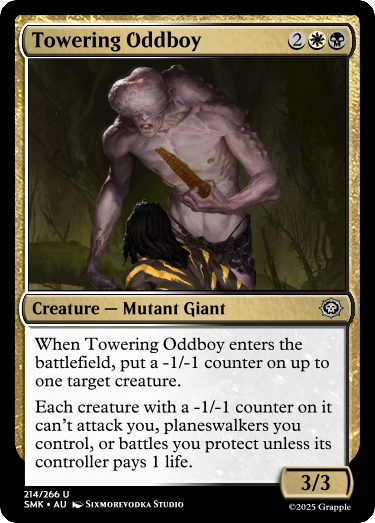 Towering Oddboy 2
Creature — Mutant Giant
When Towering Oddboy enters the
battlefield, put a -1/-1 counter on up to
one target creature.
Each creature with a -1/-1 counter on it
can't attack you, planeswalkers you
control, or battles you protect unless its
controller pays 1 life.
3/3
214/266 U
SMK • AU Sixmorevodka Studio
©2025 Grapple